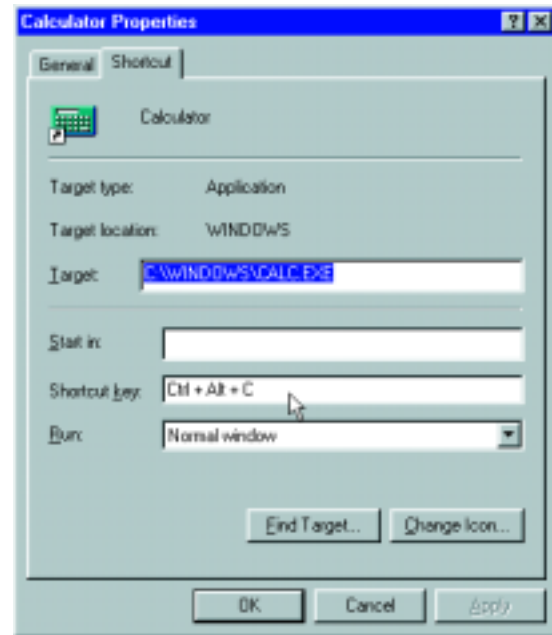 Calculator Properties
General Shortcut
Calculator
Target type: Application
Target location: WINDOWS
Target: C:\WINDOWS\CALC.EXE
Start in:
Shortcut key: Ctrl + Alt + C
Run: Normal window
Find Target... Change Icon...
OK Cancel Apply